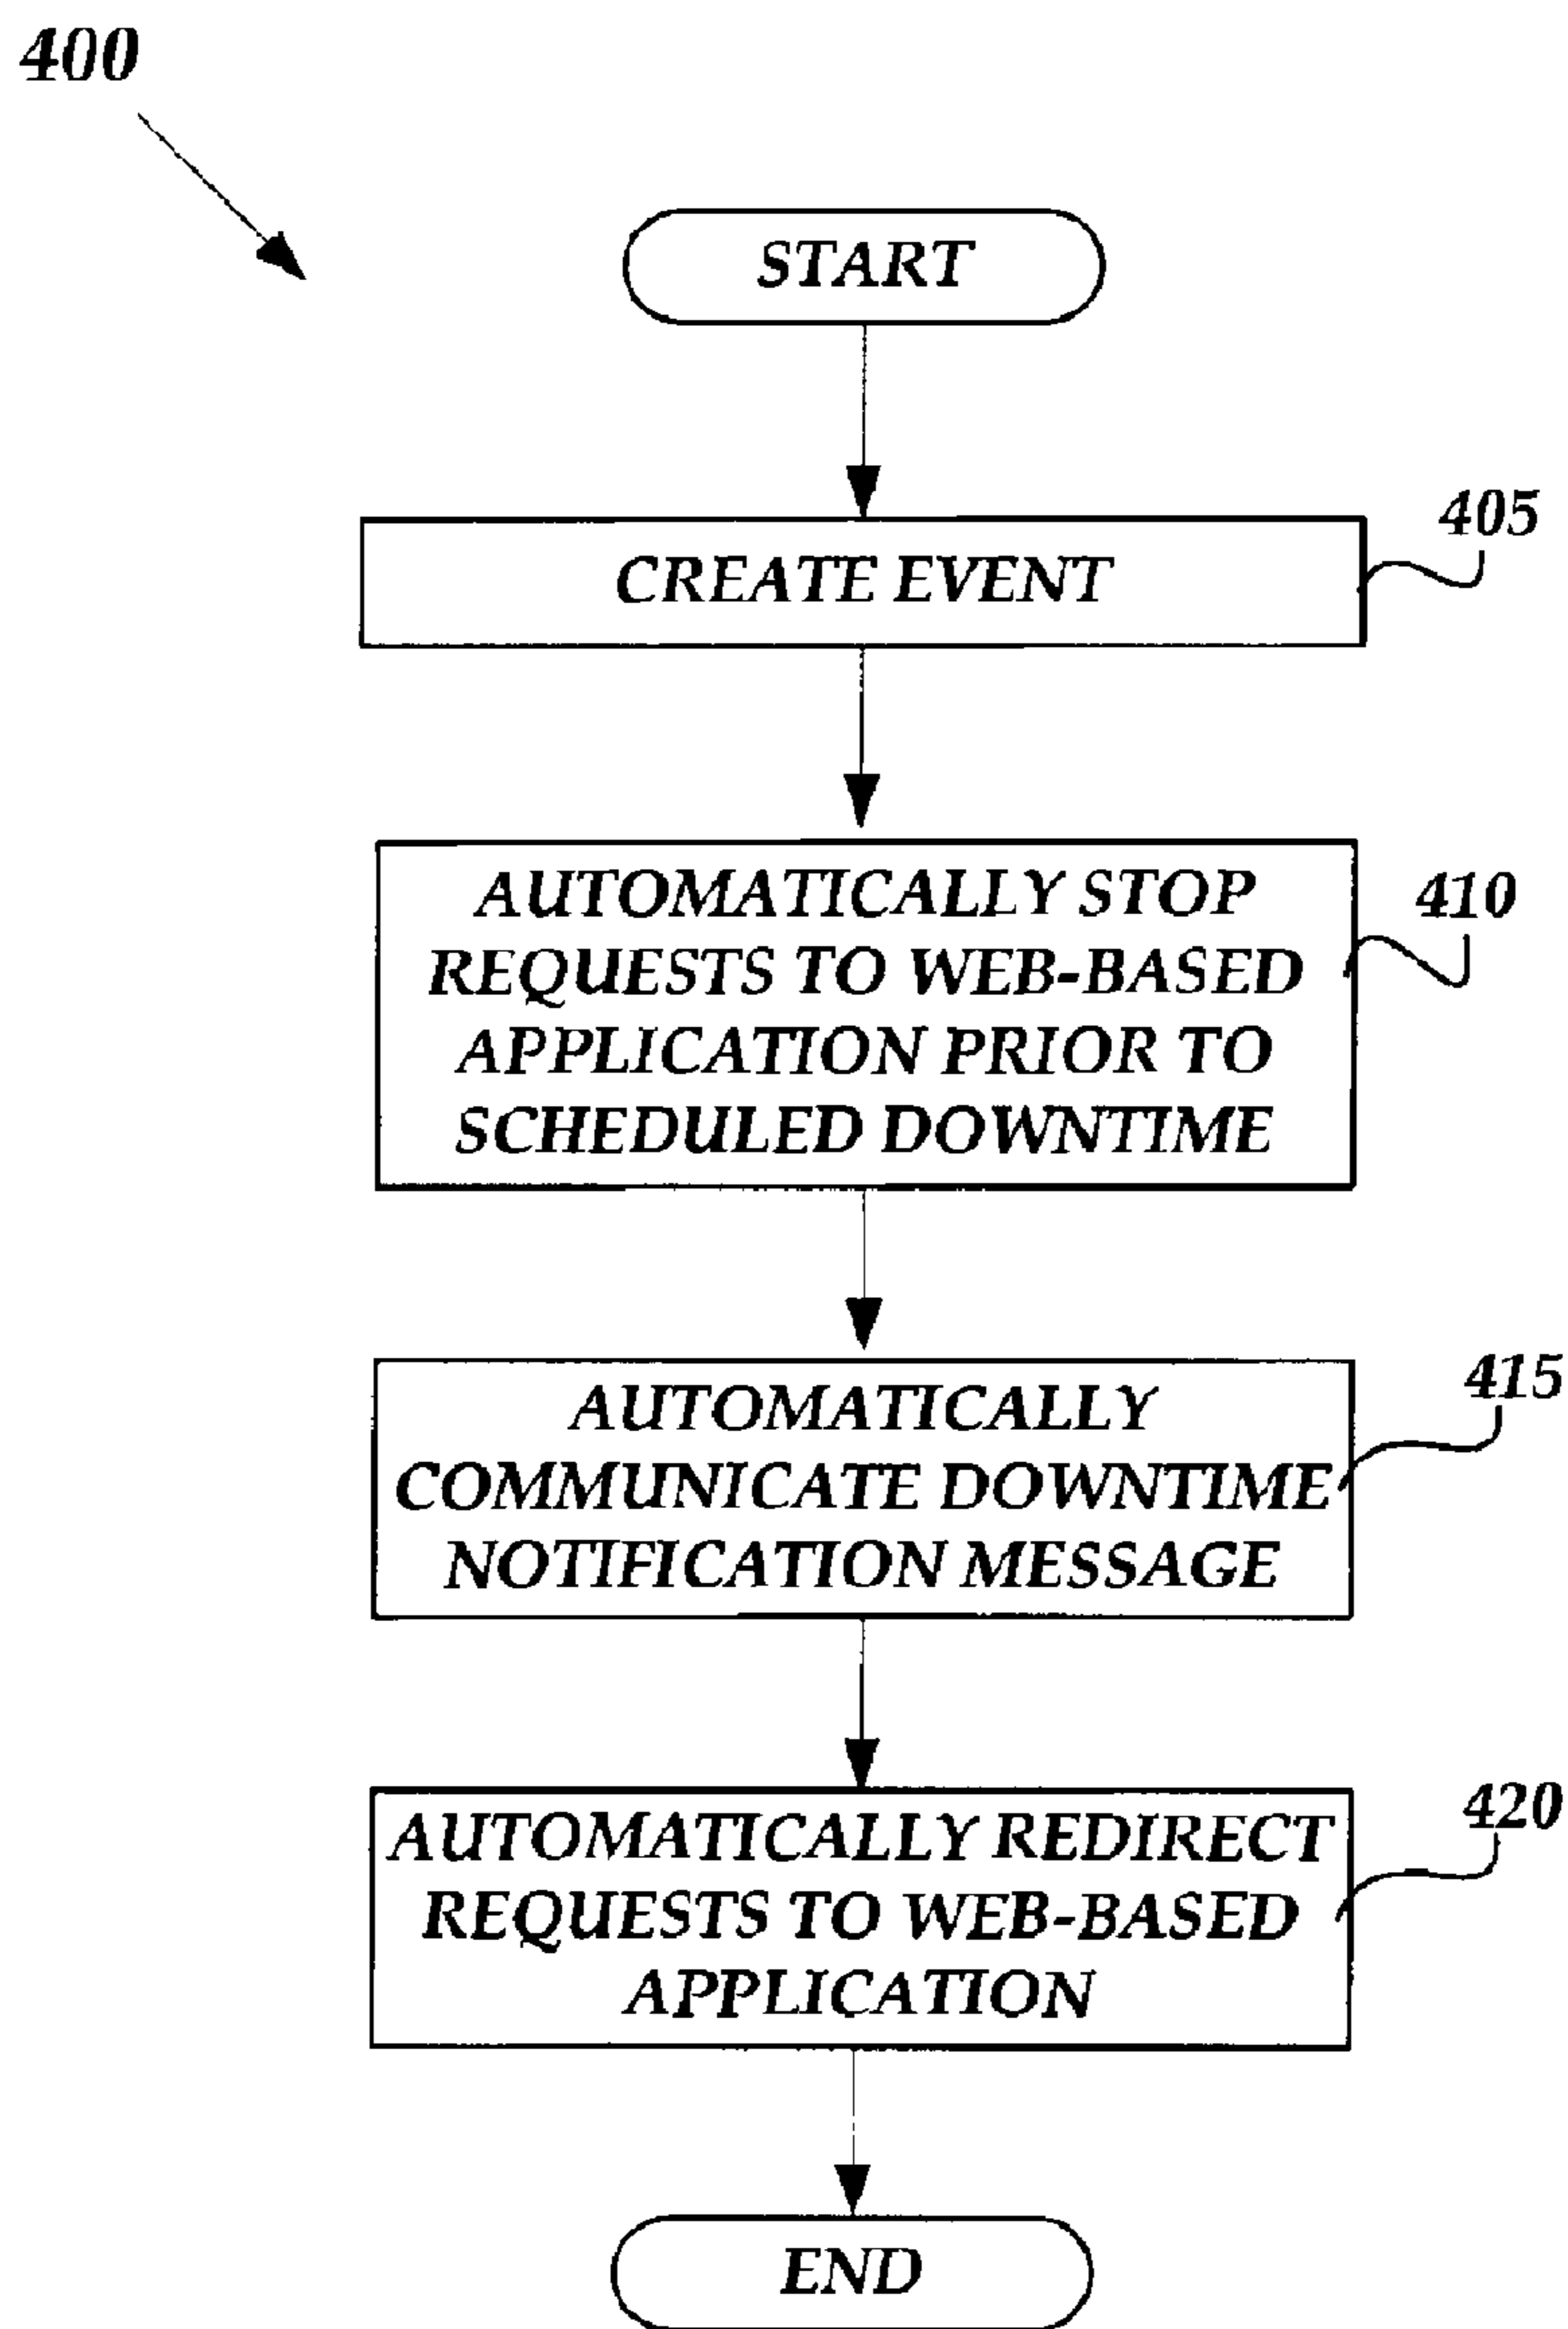 400
START
CREATE EVENT
405
AUTOMATICALLY STOP
REQUESTS TO WEB-BASED
APPLICATION PRIOR TO
SCHEDULED DOWNTIME
410
AUTOMATICALLY
COMMUNICATE DOWNTIME
NOTIFICATION MESSAGE
415
AUTOMATICALLY REDIRECT
REQUESTS TO WEB-BASED
APPLICATION
420
END